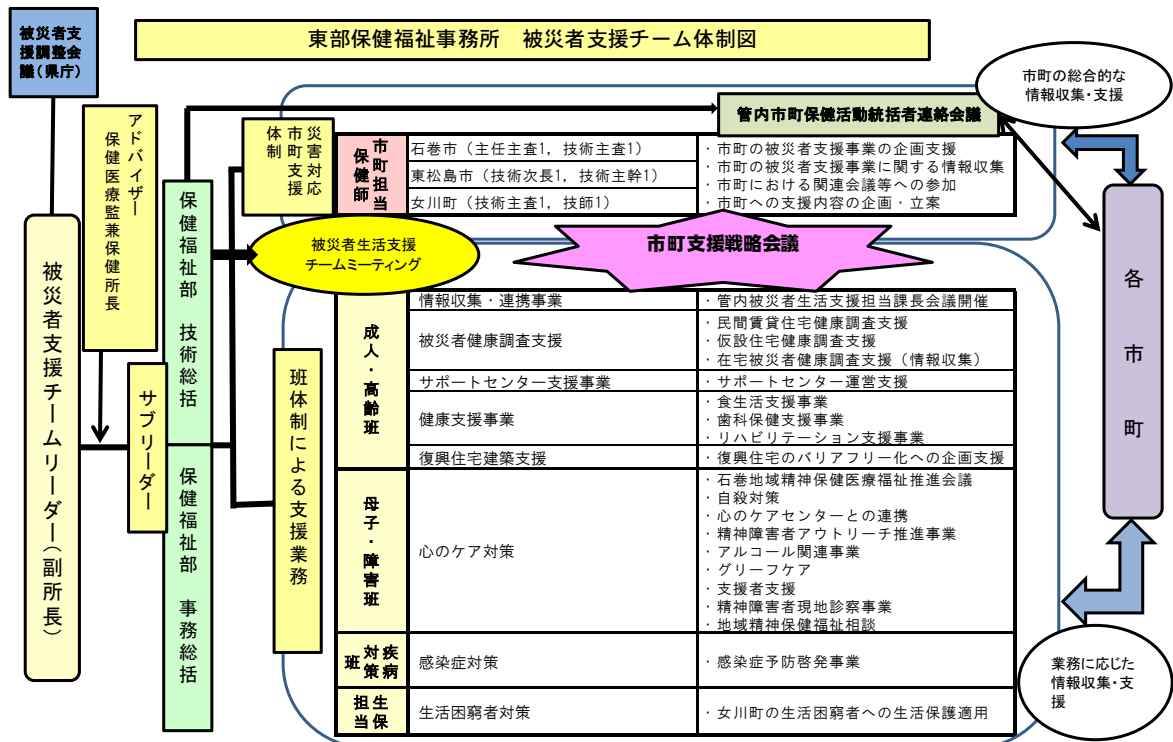 被災者支
援調整会
議(県庁)
東部保健福祉事務所　被災者支援チーム体制図
市町の総合的な
情報収集・支援
アドバイザー
保健医療監兼保健所長
災害対応
市町支援
体制
管内市町保健活動統括者連絡会議
市町担当
保健師
石巻市（主任主査1，技術主査1）
東松島市（技術次長1，技術主幹1）
女川町（技術主査1，技師1）
・市町の被災者支援事業の企画支援
・市町の被災者支援事業に関する情報収集
・市町における関連会議等への参加
・市町への支援内容の企画・立案
被災者生活支援
チームミーティング
市町支援戦略会議
被災者支援チームリーダー(副所長)
サブリーダー
保健福祉部　技術総括
保健福祉部　事務総括
班体制による支援業務
成人・高齢班
情報収集・連携事業
・管内被災者生活支援担当課長会議開催
被災者健康調査支援
・民間賃貸住宅健康調査支援
・仮設住宅健康調査支援
・在宅被災者健康調査支援（情報収集）
サポートセンター支援事業
・サポートセンター運営支援
健康支援事業
・食生活支援事業
・歯科保健支援事業
・リハビリテーション支援事業
復興住宅建築支援
・復興住宅のバリアフリー化への企画支援
母子・障害班
心のケア対策
・石巻地域精神保健医療福祉推進会議
・自殺対策
・心のケアセンターとの連携
・精神障害者アウトリーチ推進事業
・アルコール関連事業
・グリーフケア
・支援者支援
・精神障害者現地診察事業
・地域精神保健福祉相談
疾病
対策
班
感染症対策
・感染症予防啓発事業
生保
担当
生活困窮者対策
・女川町の生活困窮者への生活保護適用
各市町
業務に応じた
情報収集・支
援